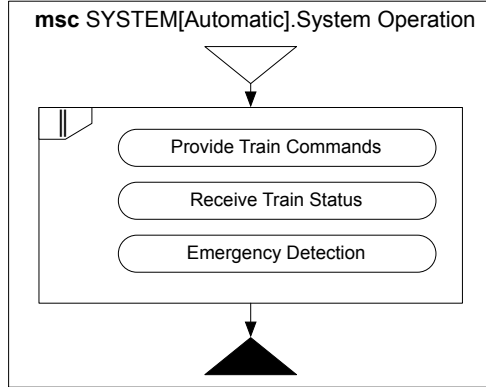 msc SYSTEM[Automatic].System Operation
||
Provide Train Commands
Receive Train Status
Emergency Detection